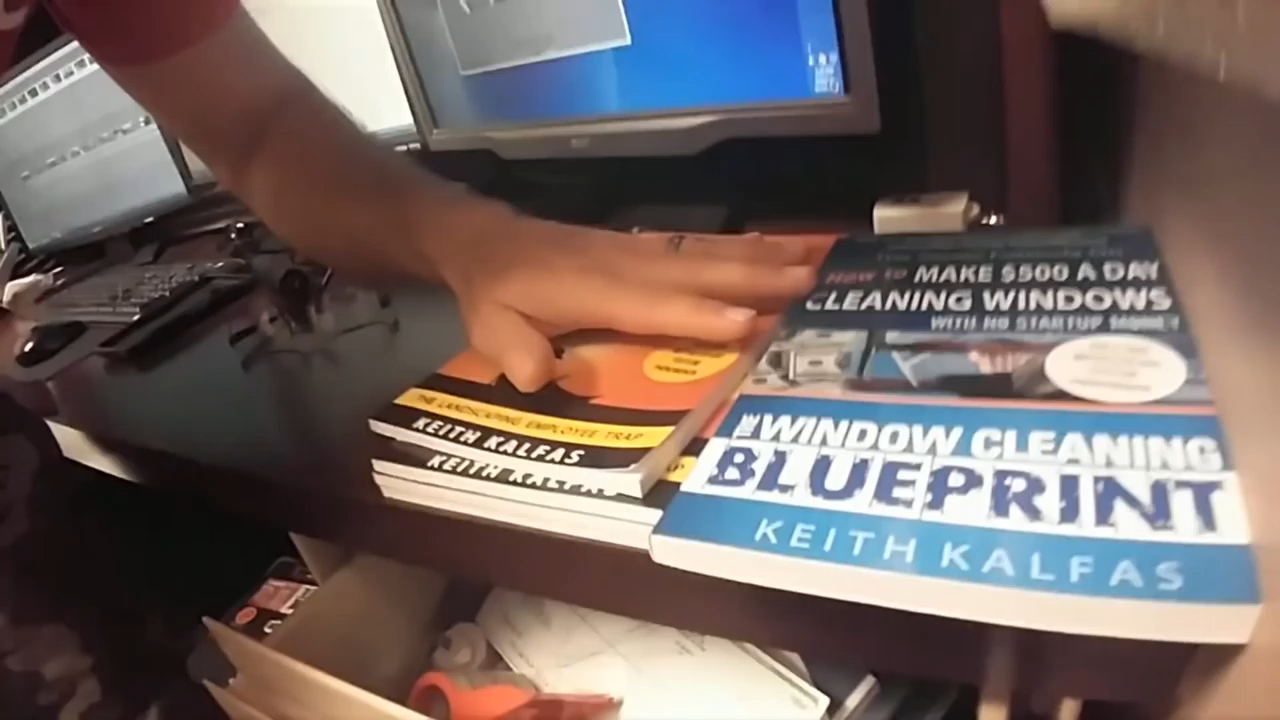 How to MAKE $500 A DAY
CLEANING WINDOWS
WITH NO STARTUP MONEY
THE WINDOW CLEANING
BLUEPRINT
KEITH KALFAS
THE LANDSCAPING EMPLOYEE TRAP
KEITH KALFAS
KEITH KALFAS